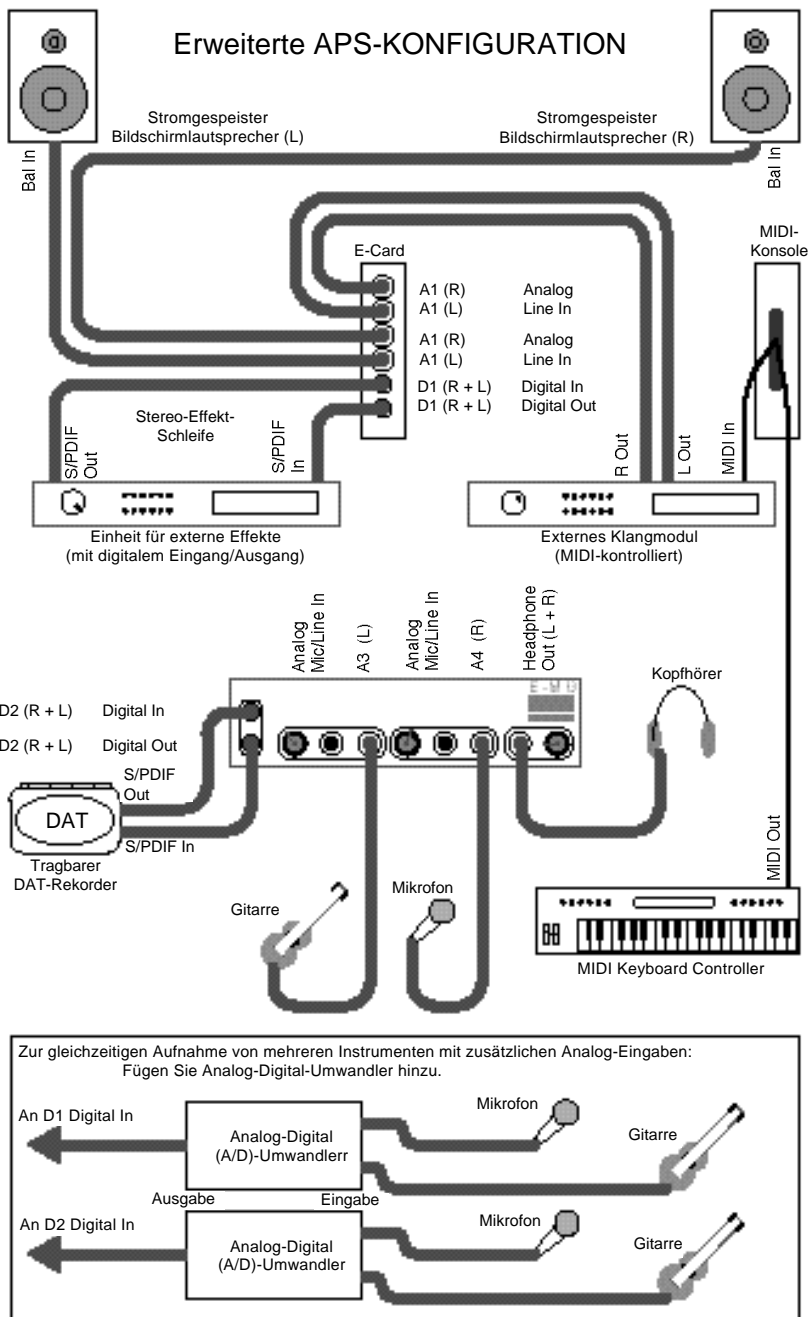 Erweiterte APS-KONFIGURATION
Stromgespeister
Bildschirmlautsprecher (L)
Stromgespeister
Bildschirmlautsprecher (R)
Bal In
Bal In
MIDI-
Konsole
E-Card
A1 (R) Analog
A1 (L) Line In
A1 (R) Analog
A1 (L) Line In
D1 (R + L) Digital In
D1 (R + L) Digital Out
Stereo-Effekt-
Schleife
S/PDIF
Out
S/PDIF
In
R Out
L Out
MIDI In
Einheit für externe Effekte
(mit digitalem Eingang/Ausgang)
Externes Klangmodul
(MIDI-kontrolliert)
Analog
Mic/Line In
A3 (L)
Analog
Mic/Line In
A4 (R)
Headphone
Out (L + R)
Kopfhörer
D2 (R + L) Digital In
D2 (R + L) Digital Out
S/PDIF
Out
DAT
S/PDIF In
Tragbarer
DAT-Rekorder
MIDI Out
Gitarre
Mikrofon
MIDI Keyboard Controller
Zur gleichzeitigen Aufnahme von mehreren Instrumenten mit zusätzlichen Analog-Eingaben:
Fügen Sie Analog-Digital-Umwandler hinzu.
An D1 Digital In
Analog-Digital
(A/D)-Umwandlerr
Mikrofon
Gitarre
Ausgabe
Eingabe
An D2 Digital In
Analog-Digital
(A/D)-Umwandler
Mikrofon
Gitarre